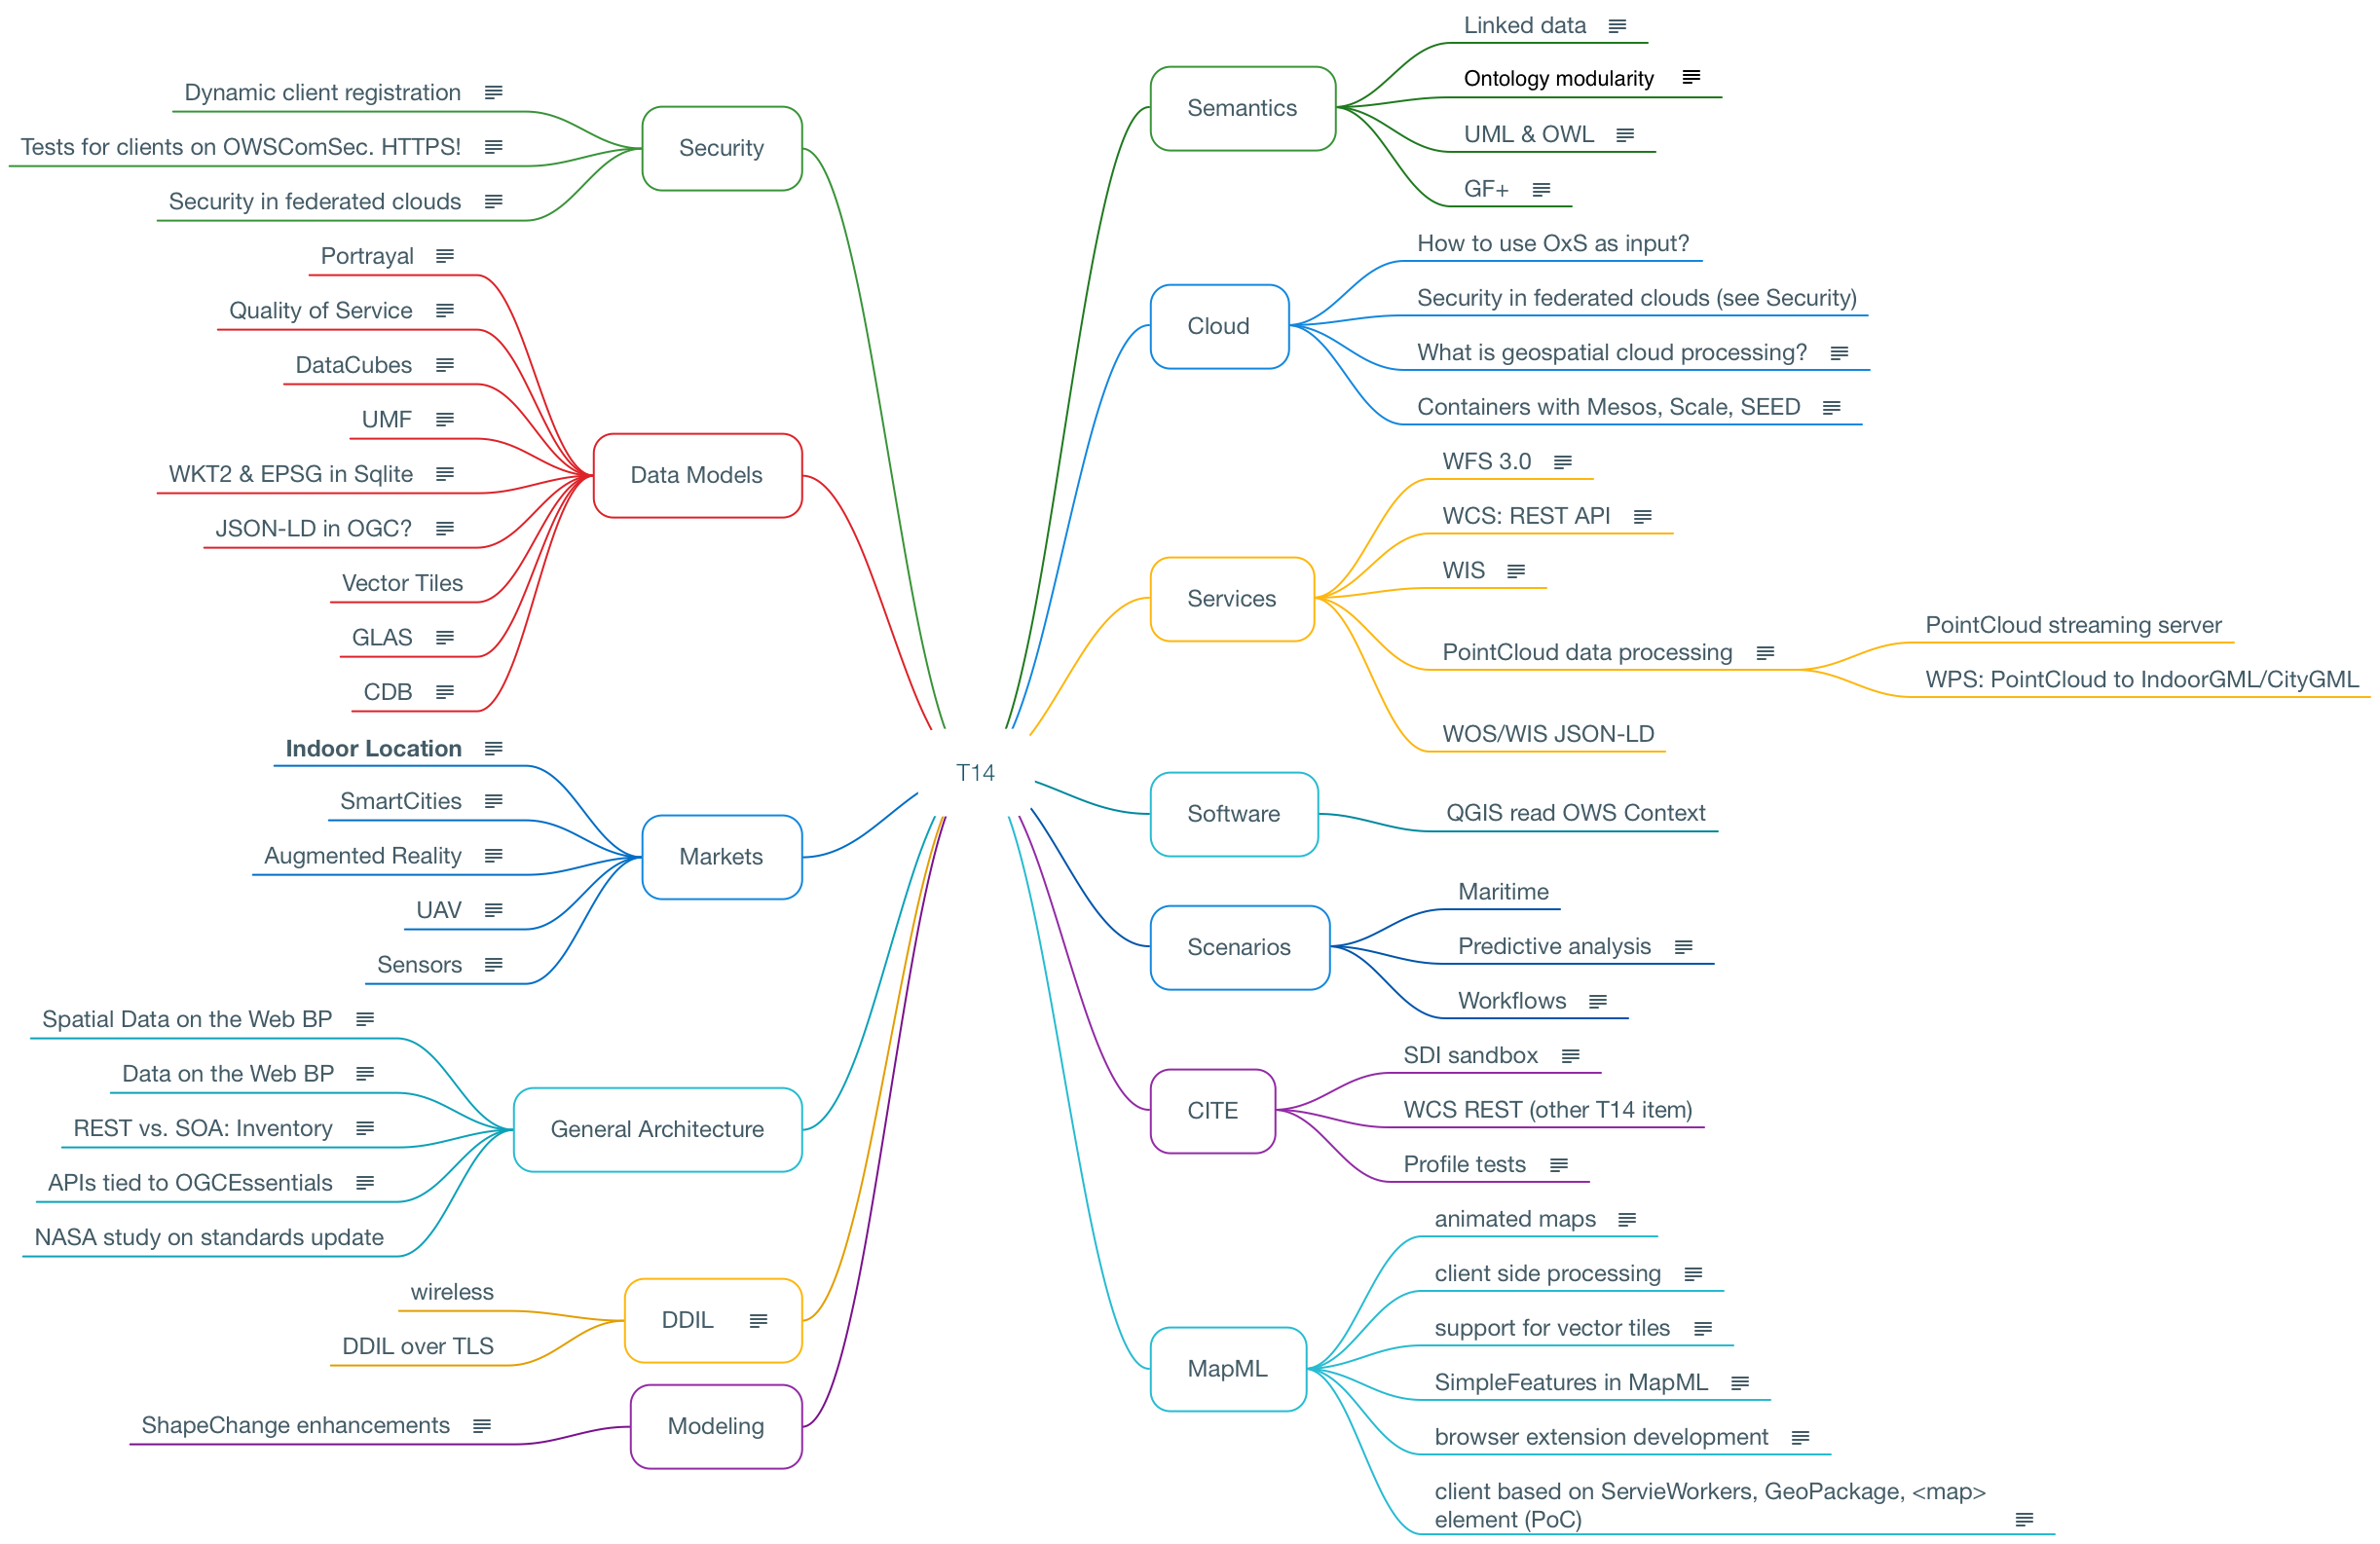 T14
Security
Dynamic client registration
Tests for clients on OWSComSec. HTTPS!
Security in federated clouds
Data Models
Portrayal
Quality of Service
DataCubes
UMF
WKT2 & EPSG in Sqlite
JSON-LD in OGC?
Vector Tiles
GLAS
CDB
Markets
Indoor Location
SmartCities
Augmented Reality
UAV
Sensors
General Architecture
Spatial Data on the Web BP
Data on the Web BP
REST vs. SOA: Inventory
APIs tied to OGCEssentials
NASA study on standards update
DDIL
wireless
DDIL over TLS
Modeling
ShapeChange enhancements
Semantics
Linked data
Ontology modularity
UML & OWL
GF+
Cloud
How to use OxS as input?
Security in federated clouds (see Security)
What is geospatial cloud processing?
Containers with Mesos, Scale, SEED
Services
WFS 3.0
WCS: REST API
WIS
PointCloud data processing
PointCloud streaming server
WPS: PointCloud to IndoorGML/CityGML
WOS/WIS JSON-LD
Software
QGIS read OWS Context
Scenarios
Maritime
Predictive analysis
Workflows
CITE
SDI sandbox
WCS REST (other T14 item)
Profile tests
MapML
animated maps
client side processing
support for vector tiles
SimpleFeatures in MapML
browser extension development
client based on ServieWorkers, GeoPackage, <map>
element (PoC)